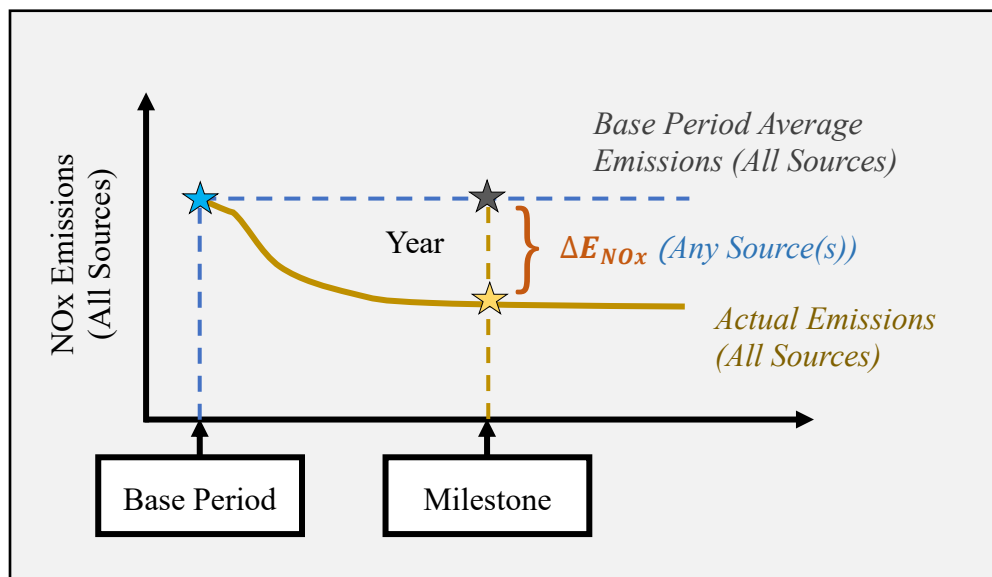 NOx Emissions
(All Sources)
Base Period Average
Emissions (All Sources)
Year
ΔE_NOx (Any Source(s))
Actual Emissions
(All Sources)
Base Period
Milestone